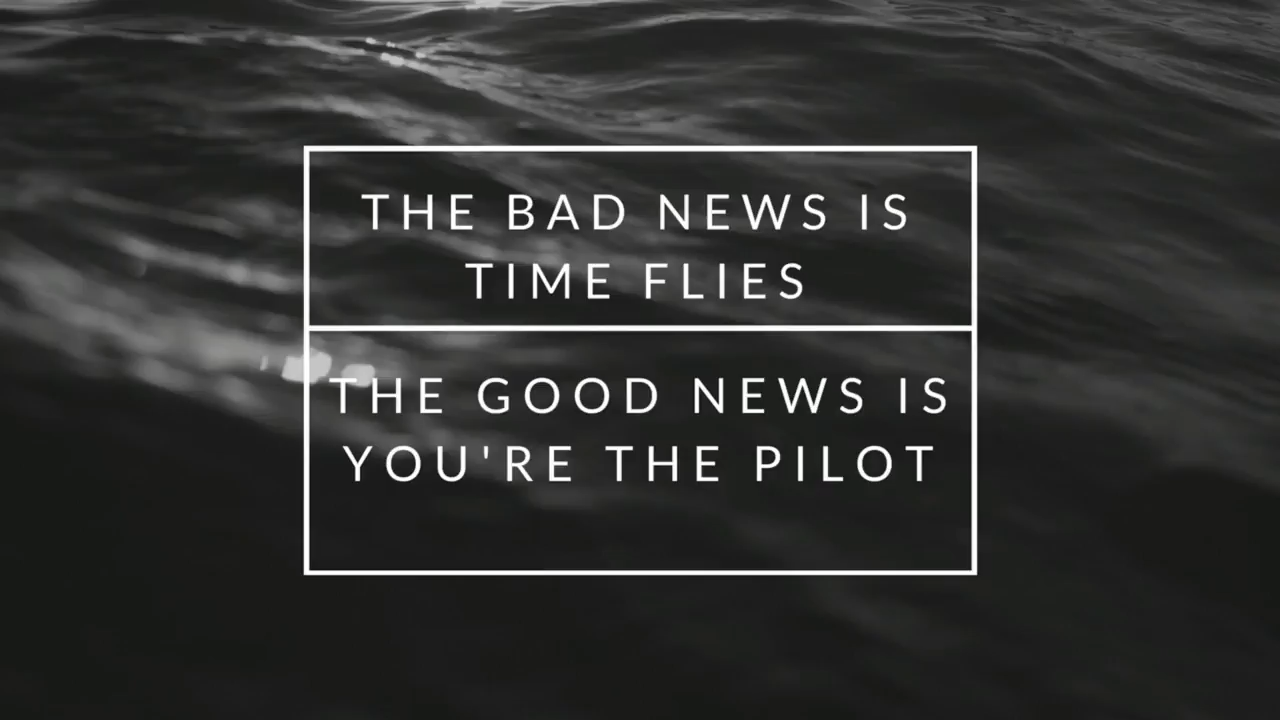 THE BAD NEWS IS
TIME FLIES
THE GOOD NEWS IS
YOU'RE THE PILOT